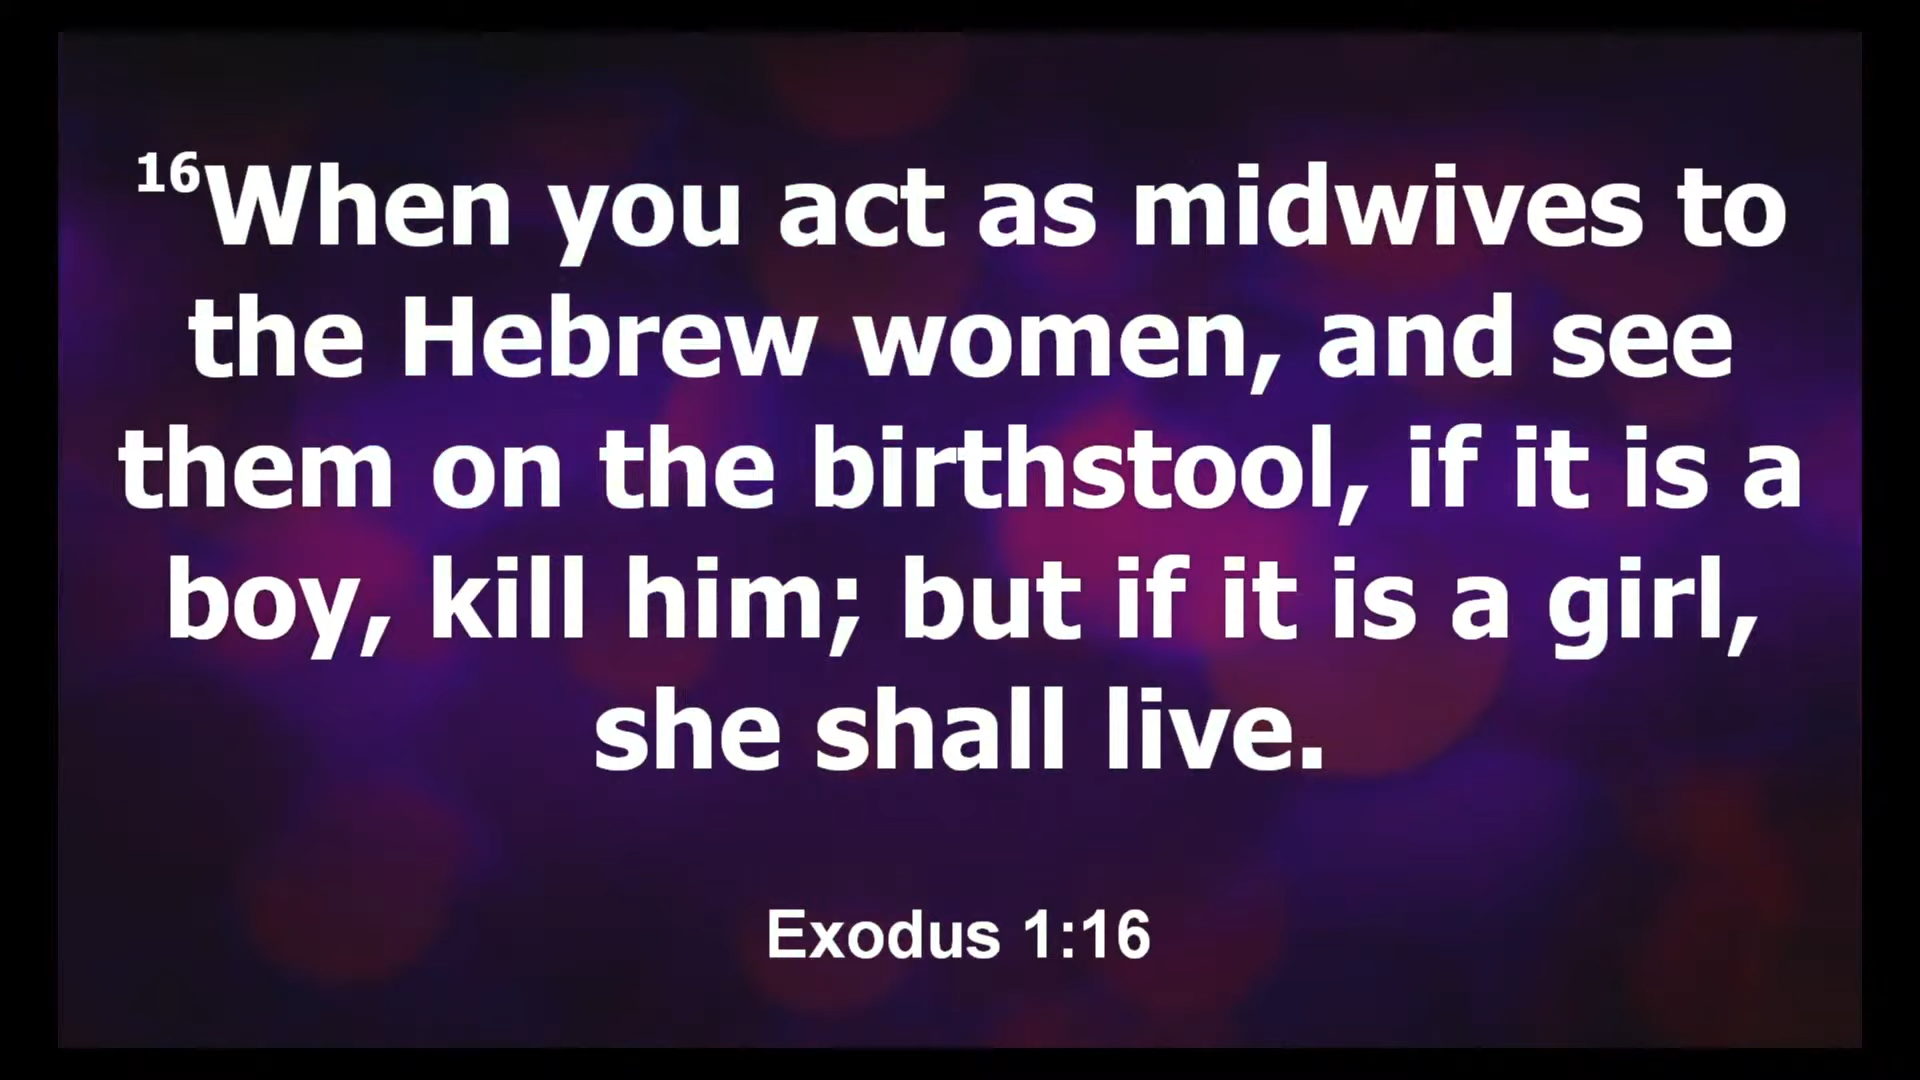 16When you act as midwives to
the Hebrew women, and see
them on the birthstool, if it is a
boy, kill him; but if it is a girl,
she shall live.
Exodus 1:16